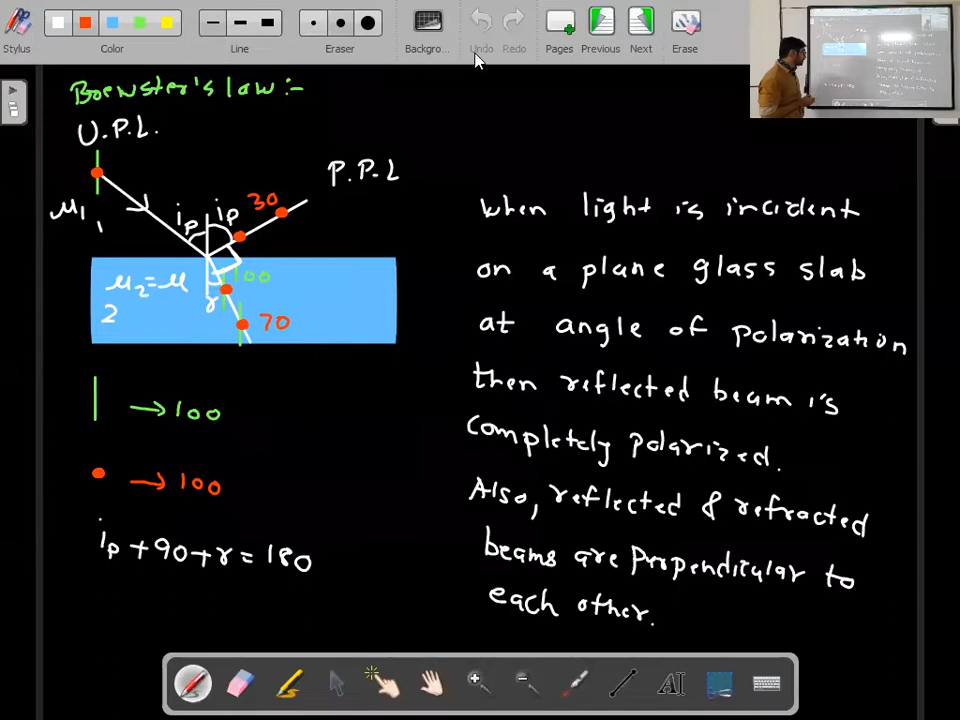 Stylus
Color
Line
Eraser
Backgro...
Undo
Redo
Pages
Previous
Next
Erase
Brewster's law :-
U.P.L.
P.P.L
μ1
1
ip
ip
30
μ2 = μ
2
r
100
70
| → 100
• → 100
ip + 90 + r = 180
when light is incident
on a plane glass slab
at angle of polarization
then reflected beam is
completely polarized.
Also, reflected & refracted
beams are perpendicular to
each other.